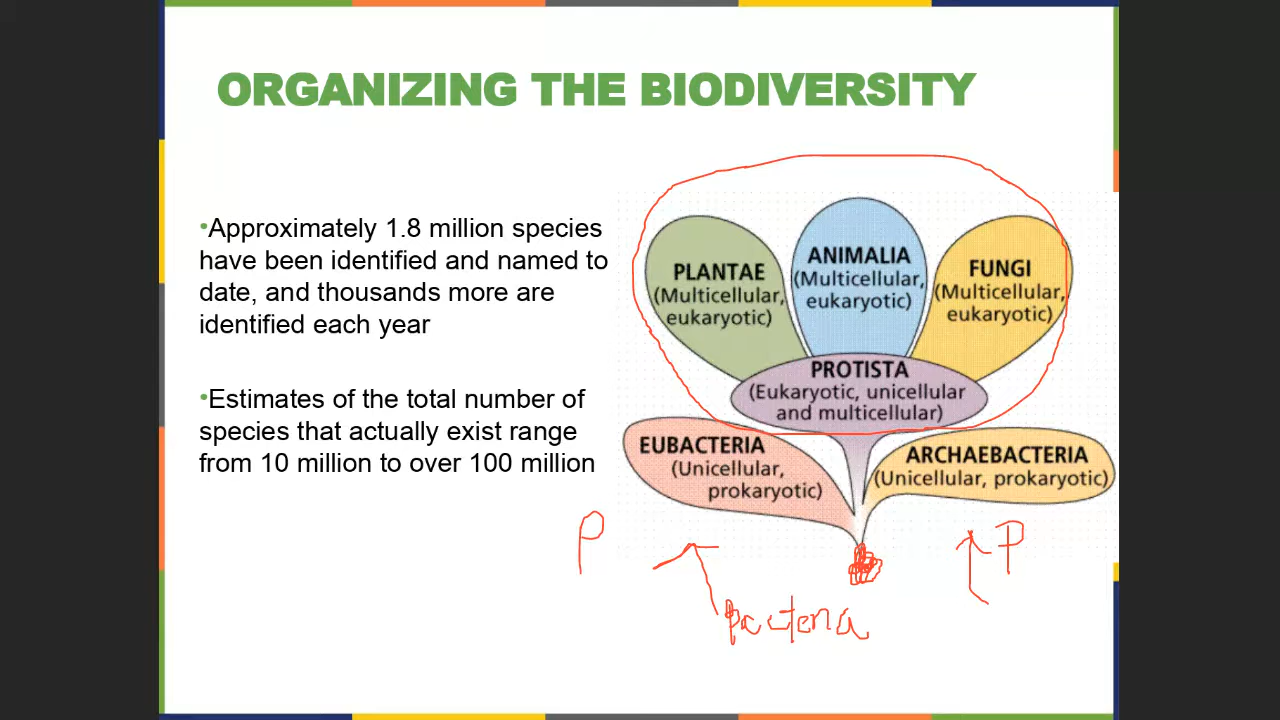 ORGANIZING THE BIODIVERSITY
•Approximately 1.8 million species
have been identified and named to
date, and thousands more are
identified each year
•Estimates of the total number of
species that actually exist range
from 10 million to over 100 million
PLANTAE
(Multicellular,
eukaryotic)
ANIMALIA
(Multicellular,
eukaryotic)
FUNGI
(Multicellular,
eukaryotic)
PROTISTA
(Eukaryotic, unicellular
and multicellular)
EUBACTERIA
(Unicellular,
prokaryotic)
ARCHAEBACTERIA
(Unicellular, prokaryotic)
P
P
bacteria